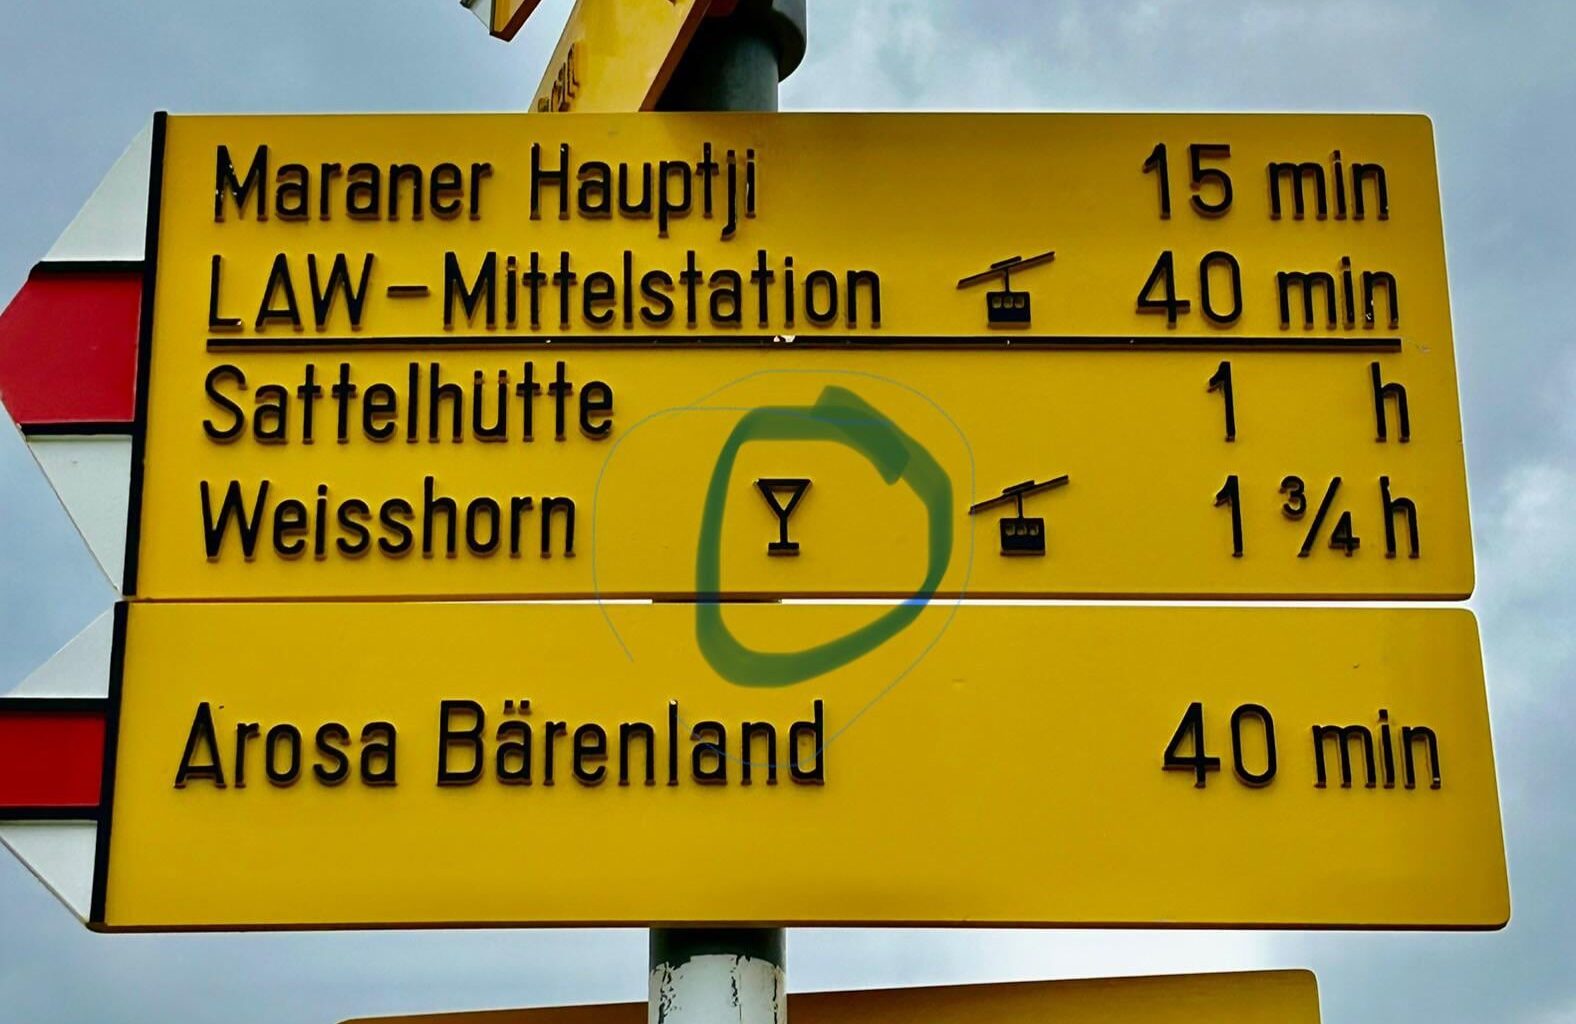 Maraner Hauptji 15 min
LAW-Mittelstation 40 min
Sattelhütte 1 h
Weisshorn 1 3/4 h
Arosa Bärenland 40 min